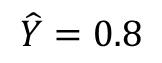 Ŷ = 0.8